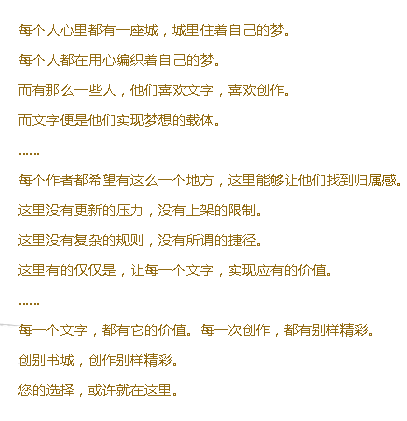 每个人心里都有一座城，城里住着自己的梦。
每个人都在用心编织着自己的梦。
而有那么一些人，他们喜欢文字，喜欢创作。
而文字便是他们实现梦想的载体。
……
每个作者都希望有这么一个地方，这里能够让他们找到归属感。
这里没有更新的压力，没有上架的限制。
这里没有复杂的规则，没有所谓的捷径。
这里有的仅仅是，让每一个文字，实现应有的价值。
……
每一个文字，都有它的价值。每一次创作，都有别样精彩。
创别书城，创作别样精彩。
您的选择，或许就在这里。